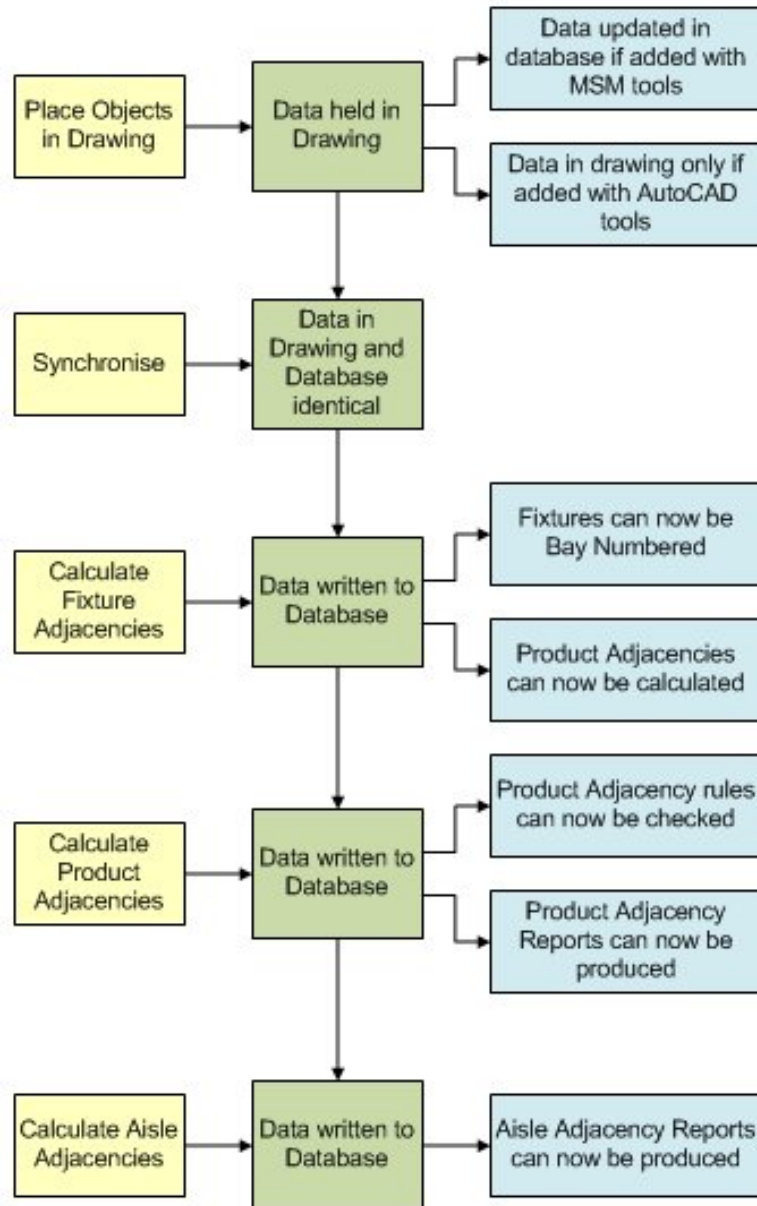 Place Objects
in Drawing
Data held in
Drawing
Data updated in
database if added with
MSM tools
Data in drawing only if
added with AutoCAD
tools
Synchronise
Data in
Drawing and
Database
identical
Calculate
Fixture
Adjacencies
Data written to
Database
Fixtures can now be
Bay Numbered
Product Adjacencies
can now be calculated
Calculate
Product
Adjacencies
Data written to
Database
Product Adjacency rules
can now be checked
Product Adjacency
Reports can now be
produced
Calculate Aisle
Adjacencies
Data written to
Database
Aisle Adjacency Reports
can now be produced